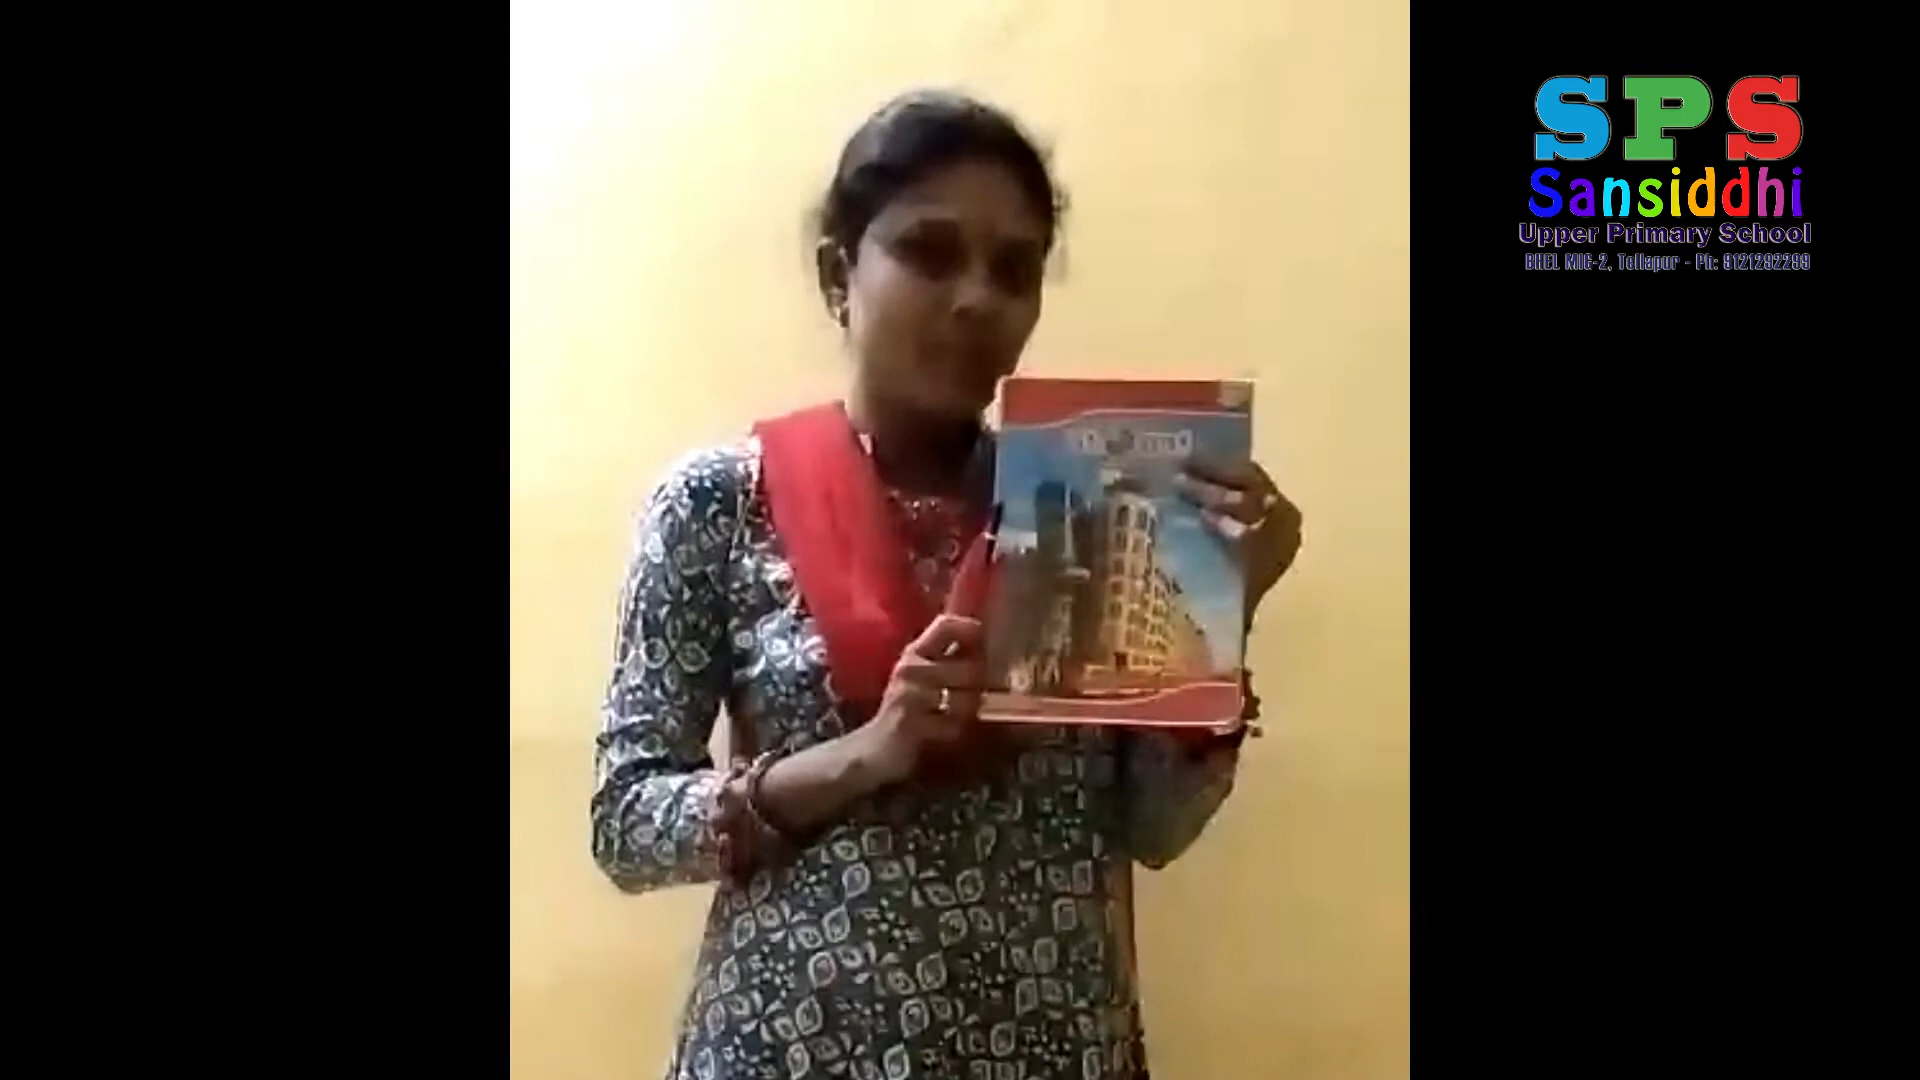 SPS
Sansiddhi
Upper Primary School
BHEL MIG-2, Tellapur - Ph: 9121292299